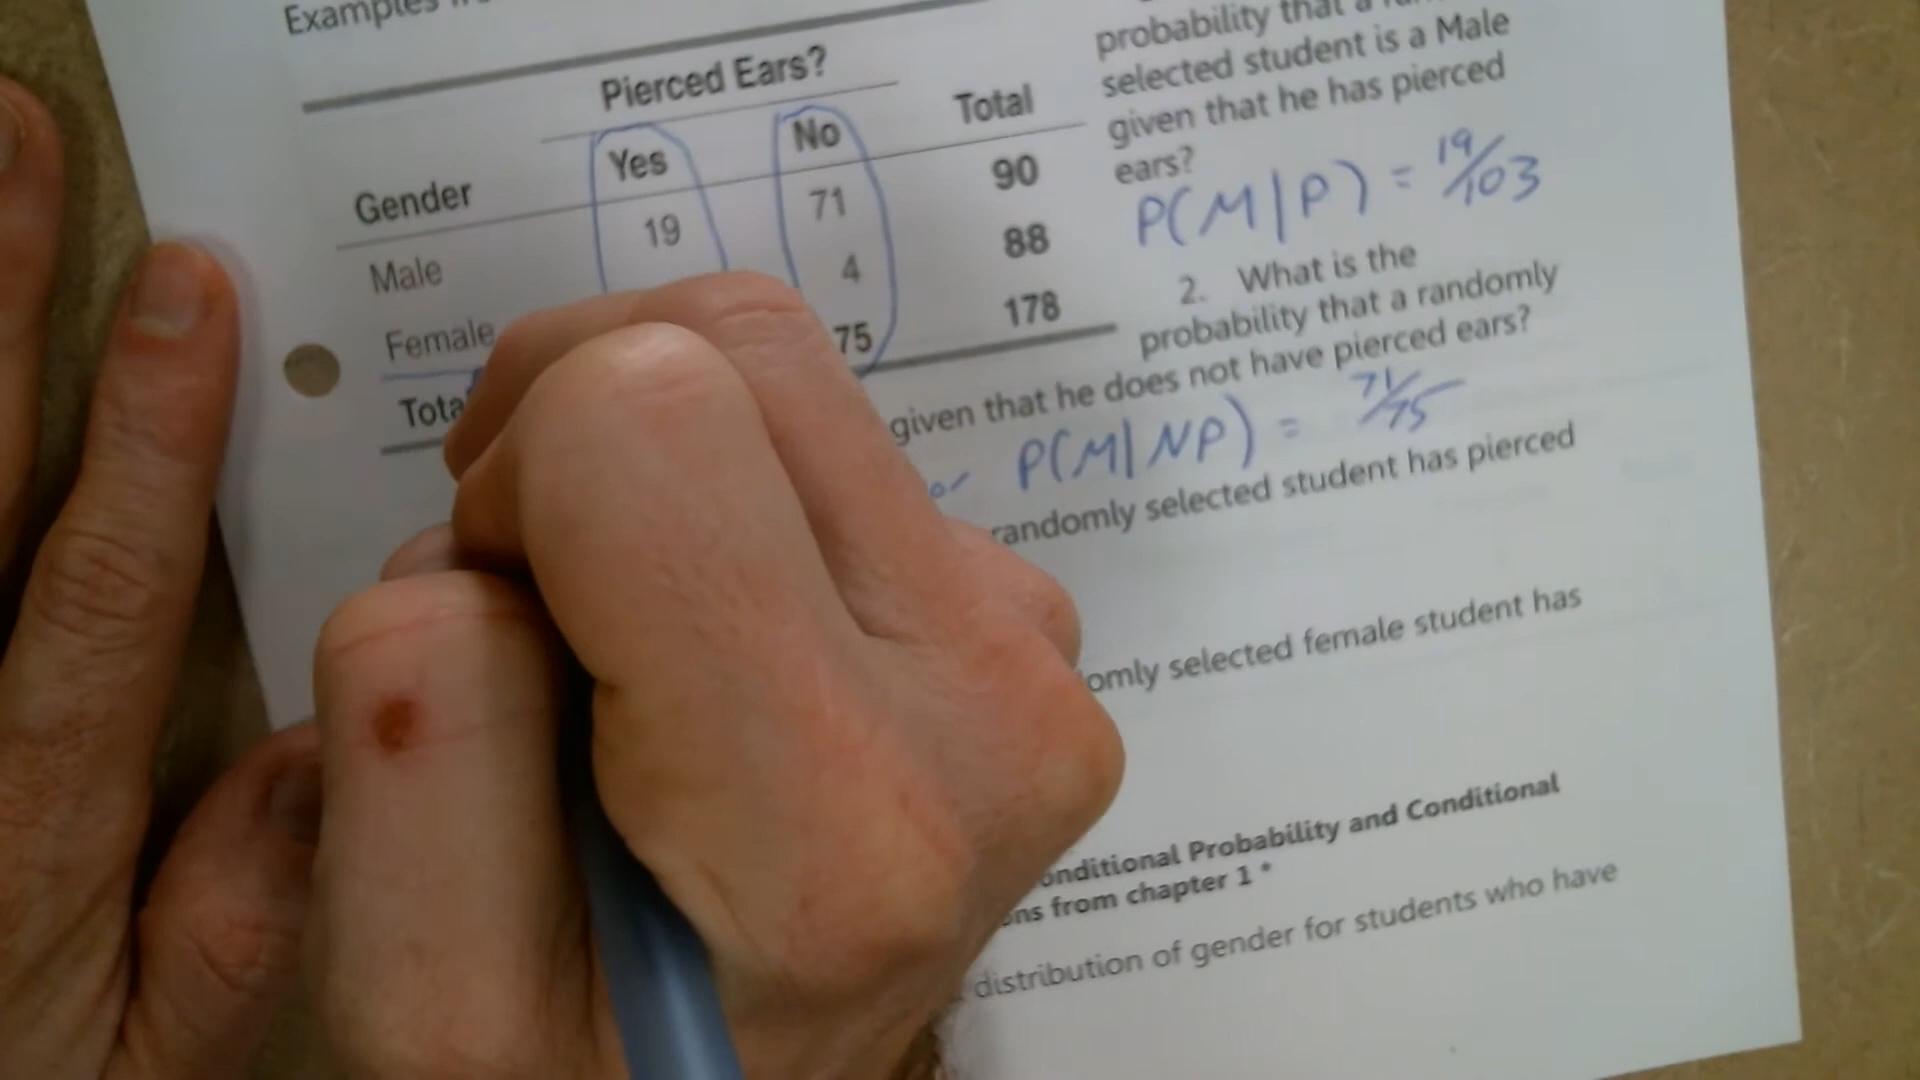 Examples
Pierced Ears?
Gender Yes No Total
Male 19 71 90
Female 4 88
Total 75 178
probability that a
selected student is a Male
given that he has pierced
ears?
P(M|P) = 19/103
2. What is the
probability that a randomly
given that he does not have pierced ears?
or P(M|NP) = 71/75
randomly selected student has pierced
selected female student has
Probability and Conditional
from chapter 1 *
distribution of gender for students who have